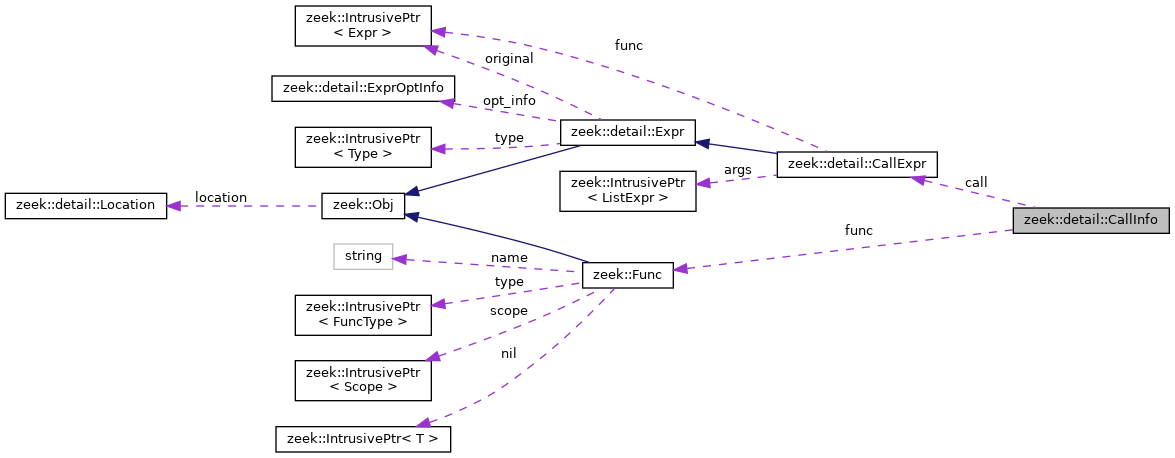 zeek::IntrusivePtr
< Expr >
func
original
zeek::detail::ExprOptInfo
opt_info
zeek::detail::Expr
zeek::IntrusivePtr
< Type >
type
zeek::detail::CallExpr
args
zeek::IntrusivePtr
< ListExpr >
call
zeek::detail::Location
location
zeek::Obj
zeek::detail::CallInfo
func
string
name
zeek::Func
zeek::IntrusivePtr
< FuncType >
type
scope
zeek::IntrusivePtr
< Scope >
nil
zeek::IntrusivePtr< T >